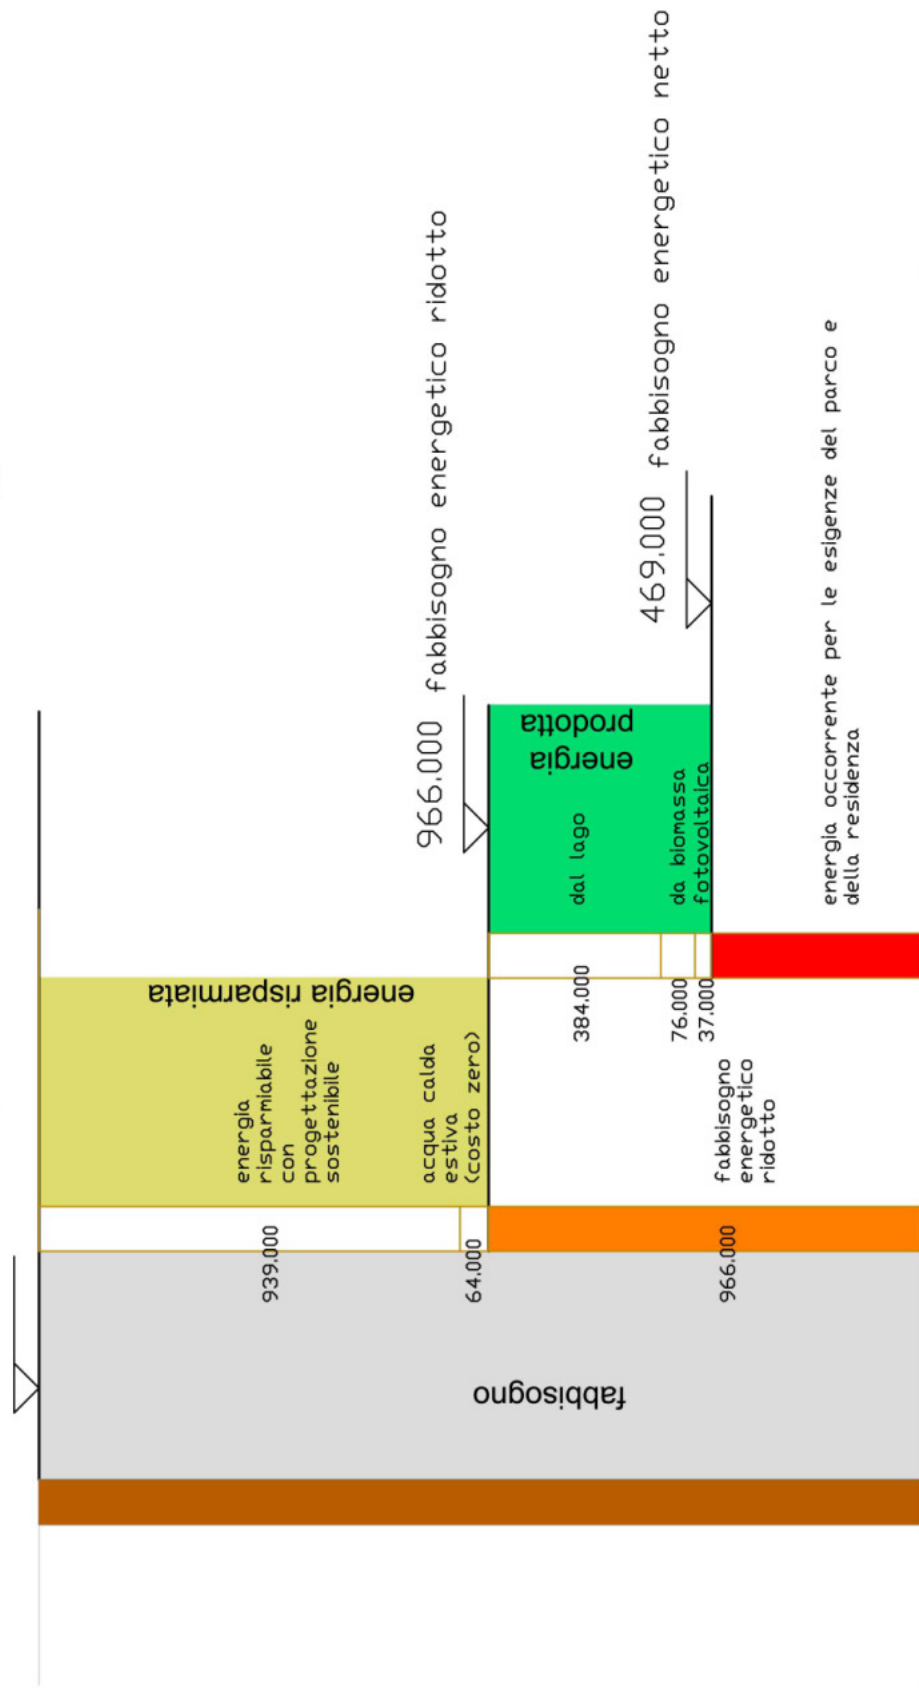 966.000 fabbisogno energetico ridotto
469.000 fabbisogno energetico netto
energia risparmiata
energia
risparmiabile
con
progettazione
sostenibile
acqua calda
estiva
(costo zero)
939.000
64.000
966.000
fabbisogno
energia
prodotta
dal lago
da biomassa
fotovoltaica
384.000
76.000
37.000
fabbisogno
energetico
ridotto
energia occorrente per le esigenze del parco e
della residenza